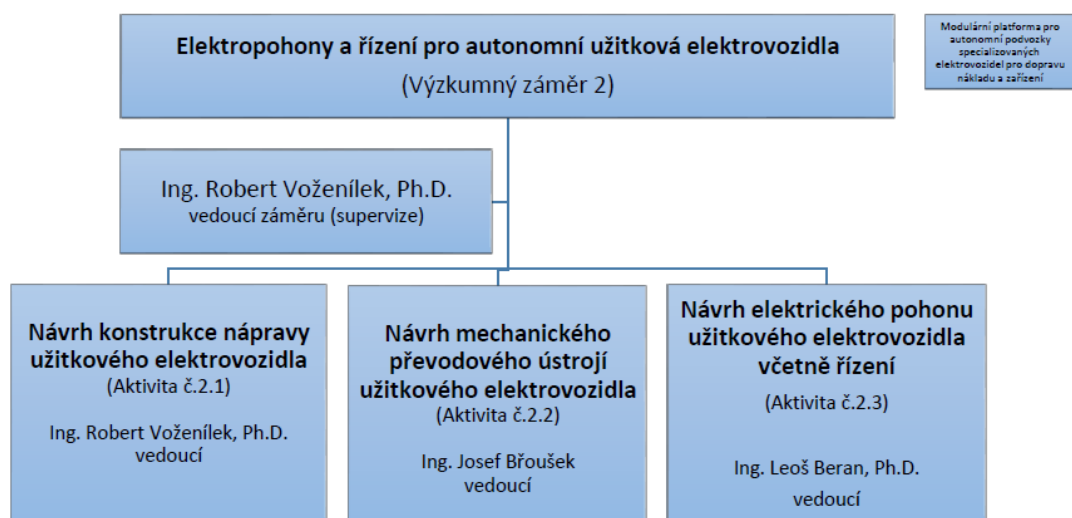 Elektropohony a řízení pro autonomní užitková elektrovozidla
(Výzkumný záměr 2)
Modulární platforma pro
autonomní podvozky
specializovaných
elektrovozidel pro dopravu
nákladu a zařízení
Ing. Robert Voženílek, Ph.D.
vedoucí záměru (supervize)
Návrh konstrukce nápravy
užitkového elektrovozidla
(Aktivita č.2.1)
Ing. Robert Voženílek, Ph.D.
vedoucí
Návrh mechanického
převodového ústrojí
užitkového elektrovozidla
(Aktivita č.2.2)
Ing. Josef Břoušek
vedoucí
Návrh elektrického pohonu
užitkového elektrovozidla
včetně řízení
(Aktivita č.2.3)
Ing. Leoš Beran, Ph.D.
vedoucí